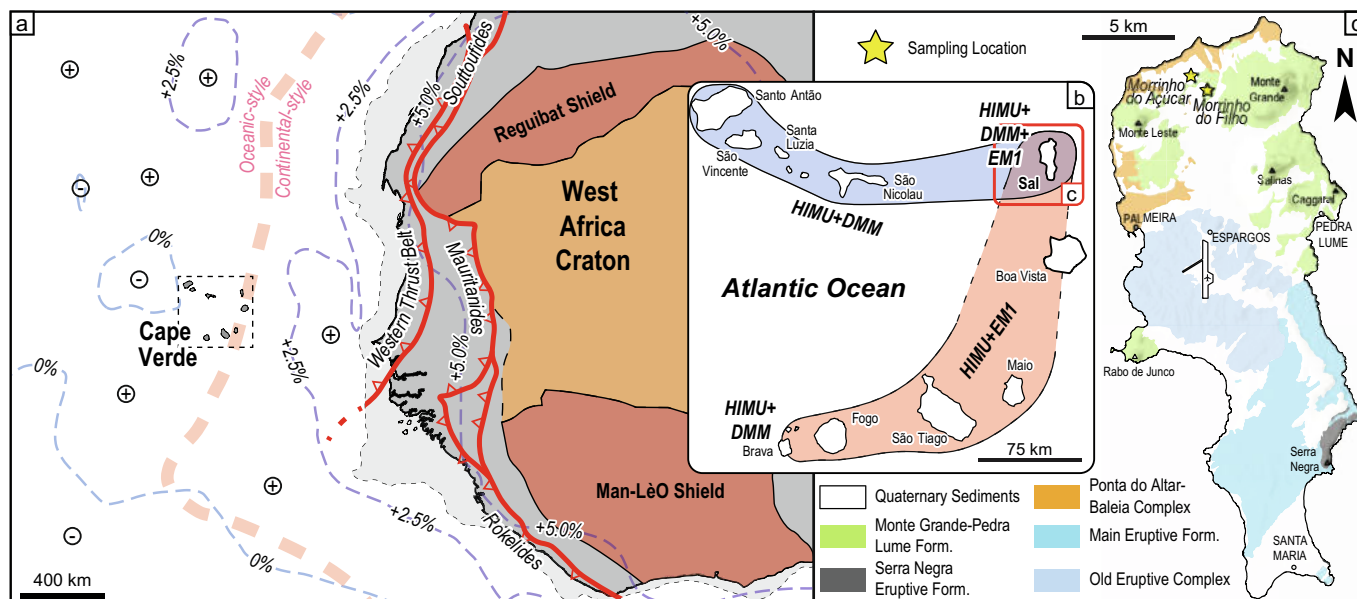 a
+2.5%
0%
+2.5%
+5.0%
Souttoufides
+5.0%
Oceanic-style
Continental-style
Reguibat Shield
West
Africa
Craton
0%
Cape
Verde
Western Thrust Belt
Mauritanides
+2.5%
+5.0%
0%
Man-LèO Shield
0%
+2.5%
+5.0%
Rokelides
400 km
Sampling Location
b
Santo Antão
Santa
Luzia
São
Vincente
São
Nicolau
HIMU+DMM
HIMU+
DMM+
EM1
Sal
c
Boa Vista
Atlantic Ocean
HIMU+EM1
Maio
HIMU+
DMM
Fogo
Brava
São Tiago
75 km
Quaternary Sediments
Monte Grande-Pedra
Lume Form.
Serra Negra
Eruptive Form.
Ponta do Altar-
Baleia Complex
Main Eruptive Form.
Old Eruptive Complex
5 km
N
Morrinho
do Açúcar
Morrinho
do Filho
Monte
Grande
Monte Leste
Salinas
Caggaral
PALMEIRA
ESPARGOS
PEDRA
LUME
Rabo de Junco
Serra
Negra
SANTA
MARIA